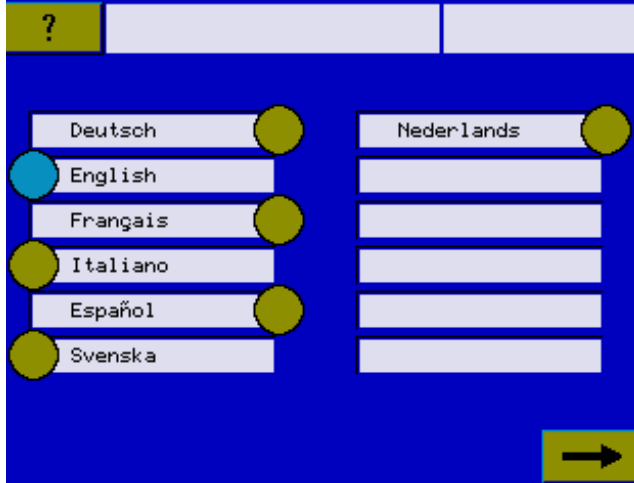 ?
Deutsch
English
Français
Italiano
Español
Svenska
Nederlands